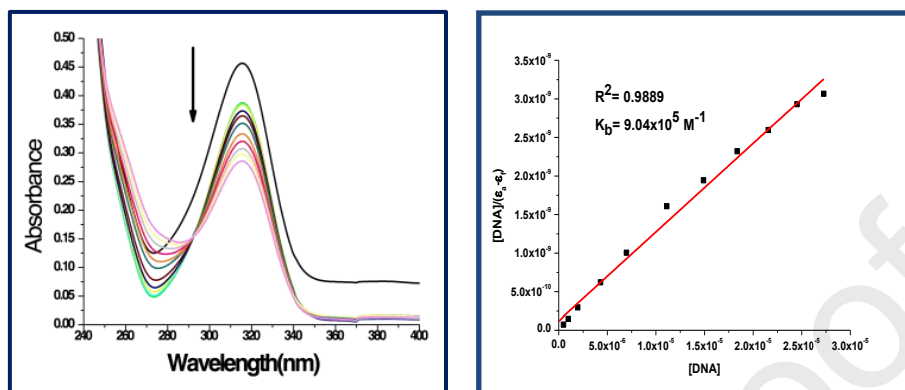 0.50
0.45
0.40
0.35
0.30
0.25
0.20
0.15
0.10
0.05
0.00
Absorbance
240 260 280 300 320 340 360 380 400
Wavelength(nm)
3.5x10⁻⁹
3.0x10⁻⁹
2.5x10⁻⁹
2.0x10⁻⁹
1.5x10⁻⁹
1.0x10⁻⁹
5.0x10⁻¹⁰
0.0
[DNA]/(εₐ-εf)
R²= 0.9889
K_b= 9.04x10⁵ M⁻¹
0.0 5.0x10⁻⁶ 1.0x10⁻⁵ 1.5x10⁻⁵ 2.0x10⁻⁵ 2.5x10⁻⁵ 3.0x10⁻⁵
[DNA]